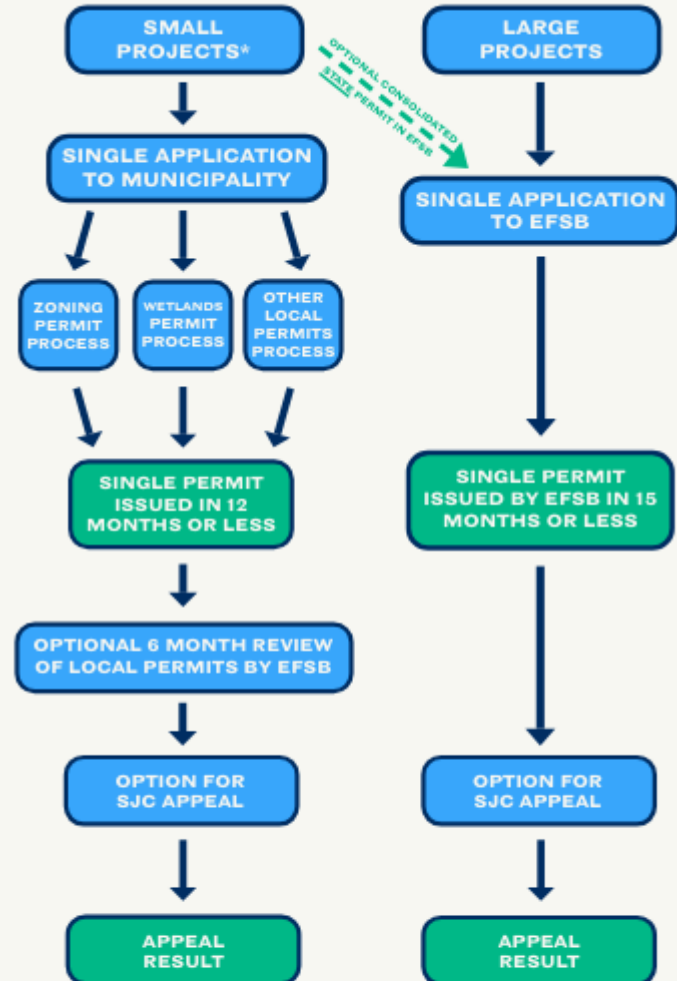 SMALL
PROJECTS*
LARGE
PROJECTS
OPTIONAL CONSOLIDATED
STATE PERMIT IN EFSB
SINGLE APPLICATION
TO MUNICIPALITY
SINGLE APPLICATION
TO EFSB
ZONING
PERMIT
PROCESS
WETLANDS
PERMIT
PROCESS
OTHER
LOCAL
PERMITS
PROCESS
SINGLE PERMIT
ISSUED IN 12
MONTHS OR LESS
SINGLE PERMIT
ISSUED BY EFSB IN 15
MONTHS OR LESS
OPTIONAL 6 MONTH REVIEW
OF LOCAL PERMITS BY EFSB
OPTION FOR
SJC APPEAL
OPTION FOR
SJC APPEAL
APPEAL
RESULT
APPEAL
RESULT